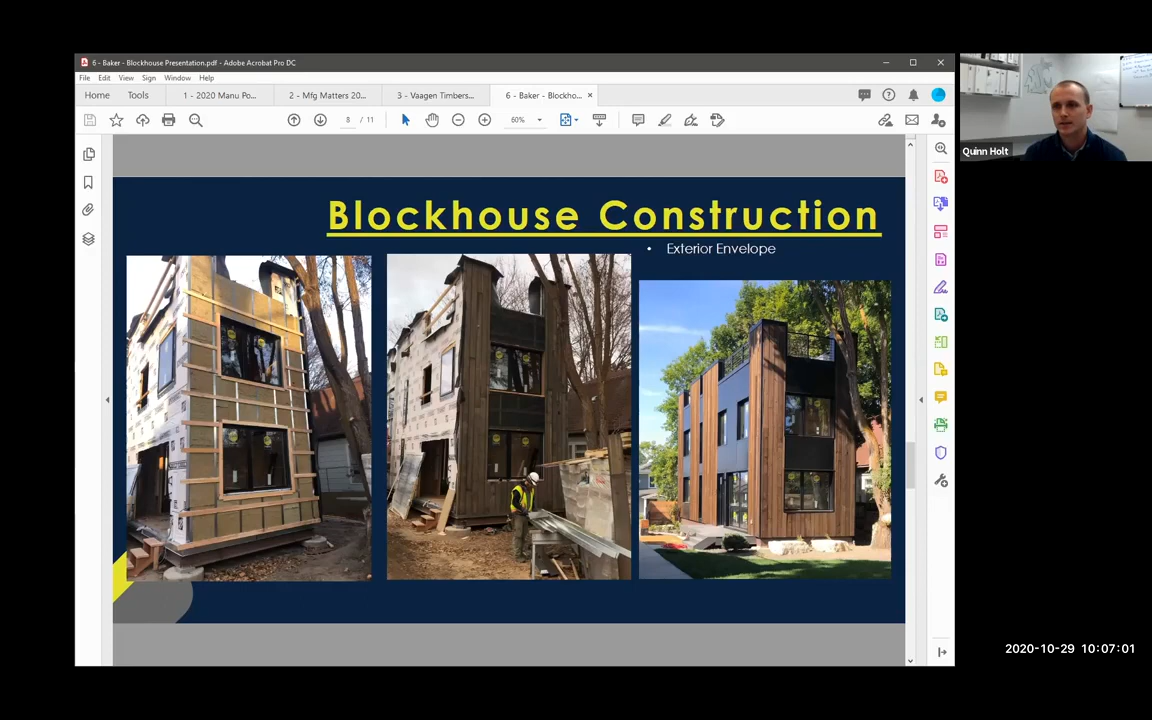 6 - Baker - Blockhouse Presentation.pdf - Adobe Acrobat Pro DC
File Edit View Sign Window Help
Home Tools 1 - 2020 Manu Po... 2 - Mfg Matters 20... 3 - Vaagen Timbers... 6 - Baker - Blockho... ×
8 / 11 60%
Quinn Holt
Blockhouse Construction
• Exterior Envelope
2020-10-29 10:07:01